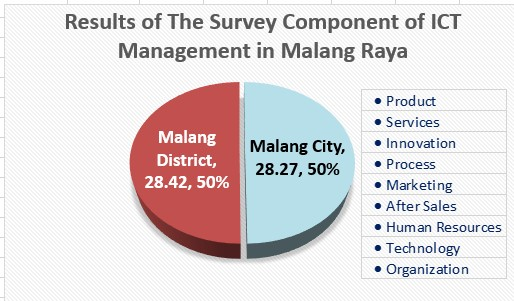 Results of The Survey Component of ICT
Management in Malang Raya
Malang
District,
28.42, 50%
Malang City,
28.27, 50%
• Product
• Services
• Innovation
• Process
• Marketing
• After Sales
• Human Resources
• Technology
• Organization